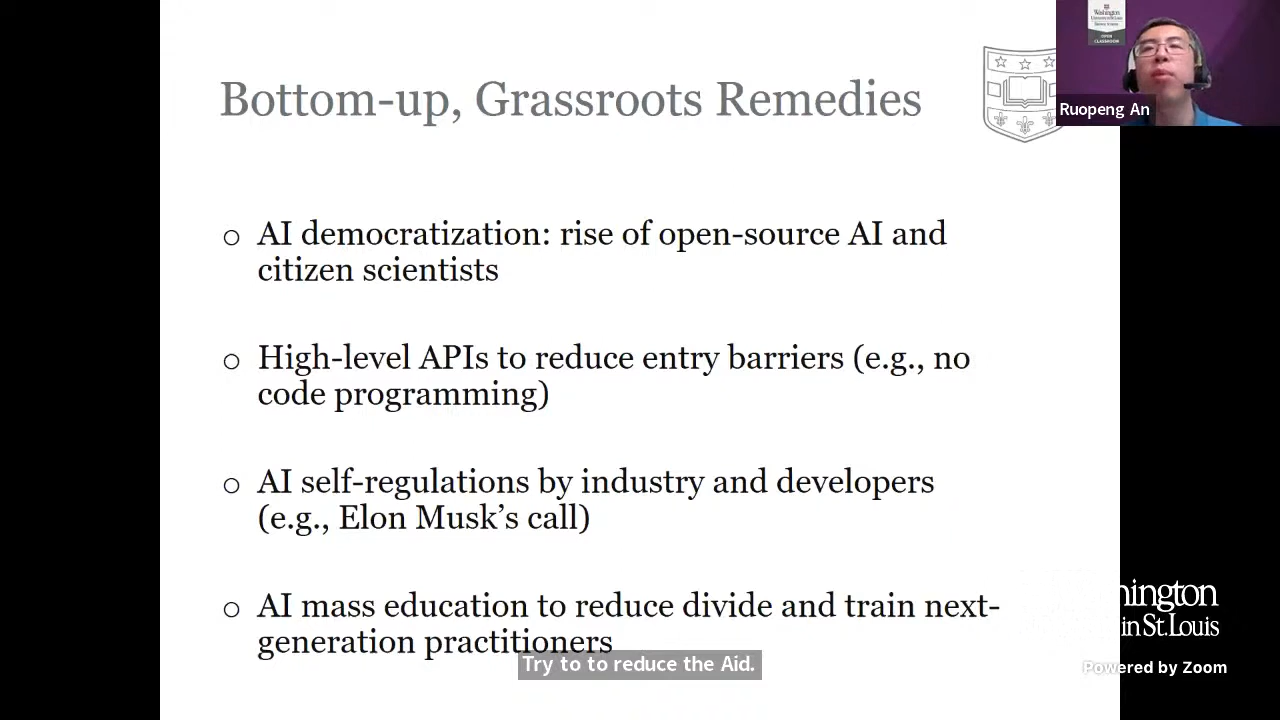 Bottom-up, Grassroots Remedies
Washington
OPEN
CLASSROOM
Ruopeng An
o AI democratization: rise of open-source AI and
citizen scientists
o High-level APIs to reduce entry barriers (e.g., no
code programming)
o AI self-regulations by industry and developers
(e.g., Elon Musk's call)
o AI mass education to reduce divide and train next-
generation practitioners
Try to to reduce the Aid.
hington
in St.Louis
Powered by Zoom